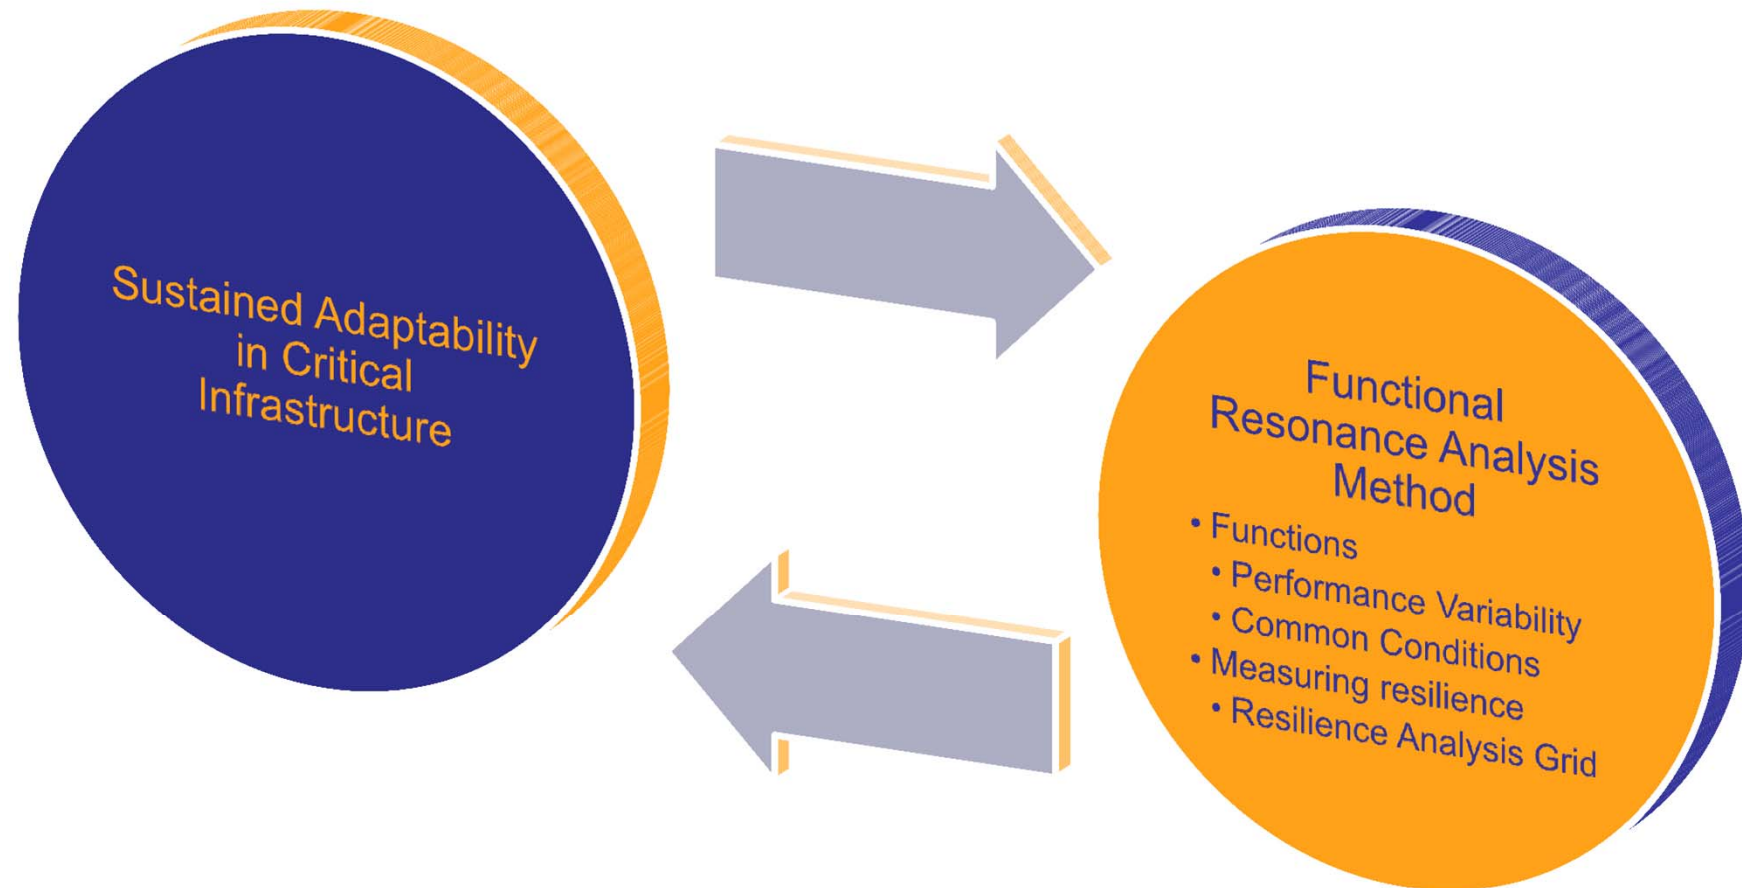 Sustained Adaptability
in Critical
Infrastructure
Functional
Resonance Analysis
Method
• Functions
• Performance Variability
• Common Conditions
• Measuring resilience
• Resilience Analysis Grid